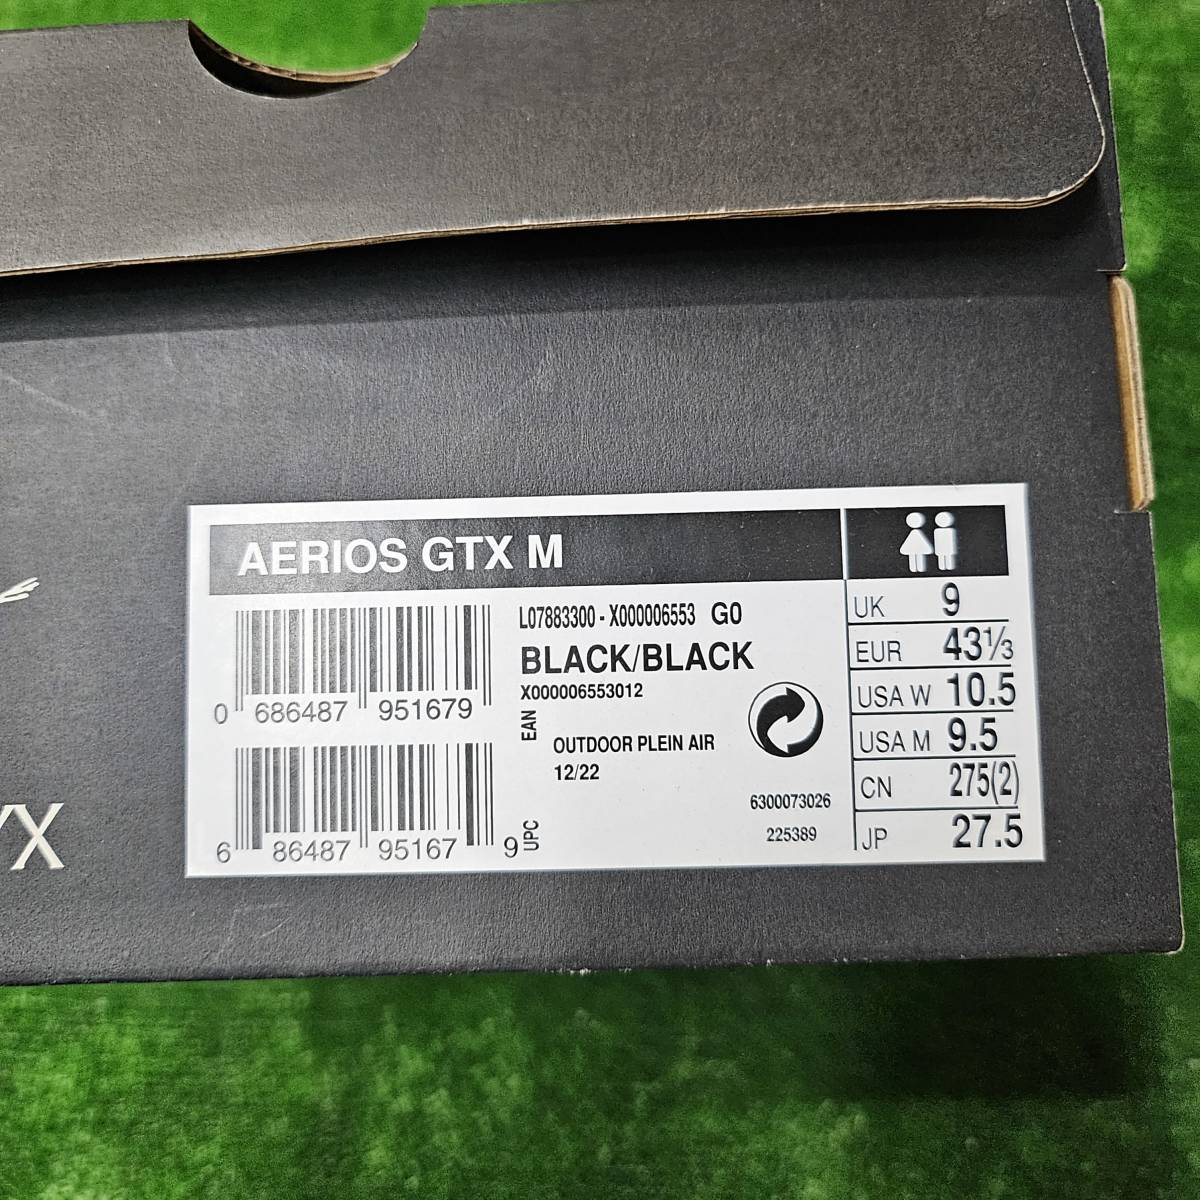 AERIOS GTX M
L07883300 - X000006553 G0
BLACK/BLACK
X000006553012
0 686487 951679
EAN
OUTDOOR PLEIN AIR
12/22
6 86487 95167 9
UPC
6300073026
225389
UK 9
EUR 43⅓
USA W 10.5
USA M 9.5
CN 275(2)
JP 27.5
YX